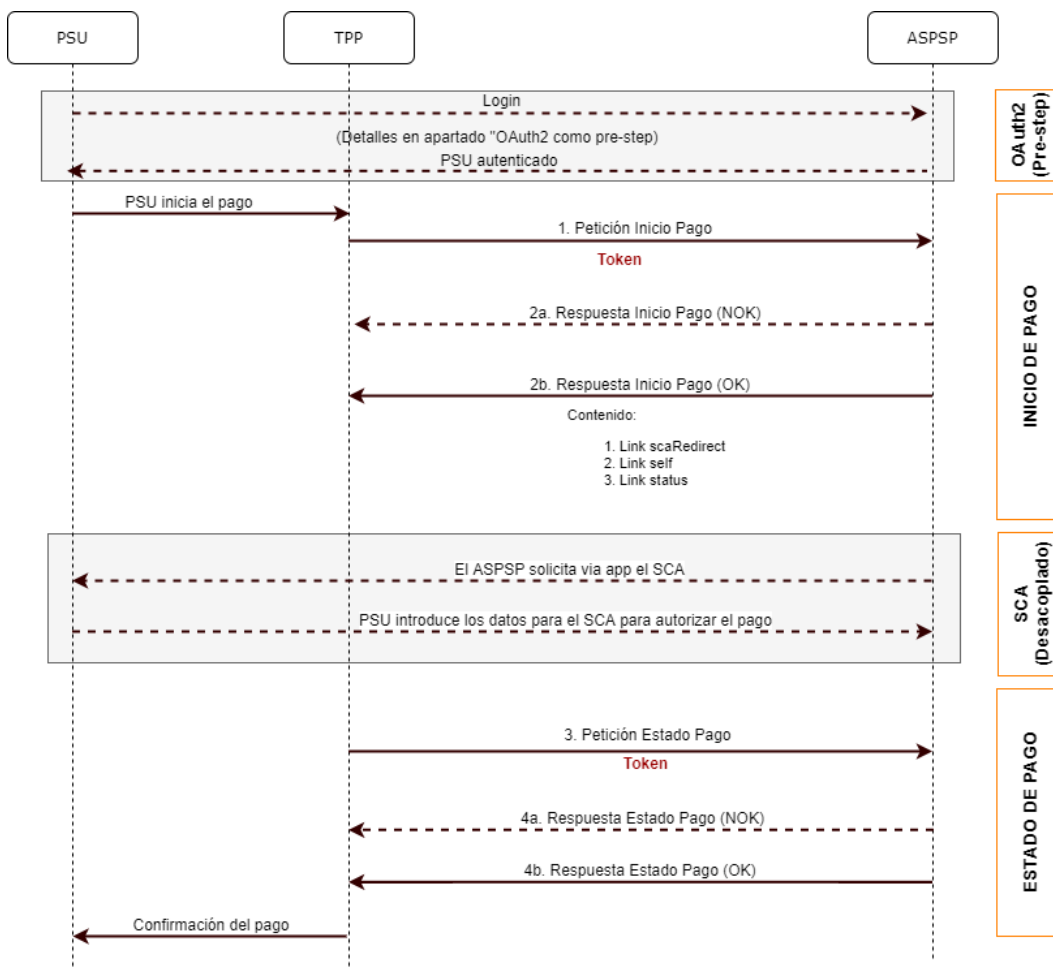 PSU
TPP
ASPSP
Login
(Detalles en apartado "OAuth2 como pre-step)
PSU autenticado
OAuth2
(Pre-step)
PSU inicia el pago
1. Petición Inicio Pago
Token
2a. Respuesta Inicio Pago (NOK)
2b. Respuesta Inicio Pago (OK)
Contenido:
1. Link scaRedirect
2. Link self
3. Link status
INICIO DE PAGO
El ASPSP solicita via app el SCA
PSU introduce los datos para el SCA para autorizar el pago
SCA
(Desacoplado)
3. Petición Estado Pago
Token
4a. Respuesta Estado Pago (NOK)
4b. Respuesta Estado Pago (OK)
Confirmación del pago
ESTADO DE PAGO